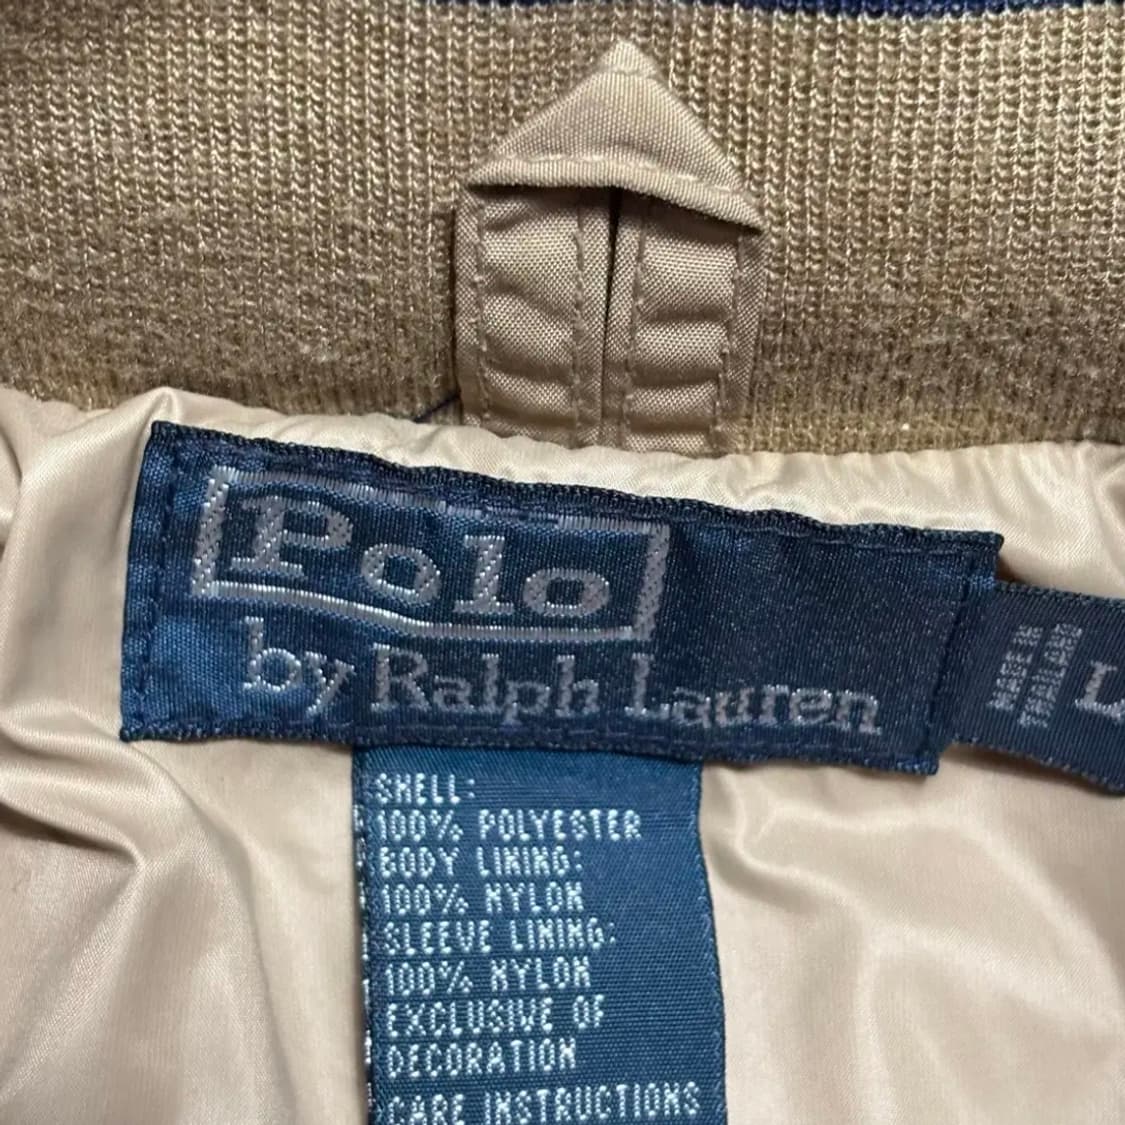 Polo
by Ralph Lauren
MADE IN
THAILAND
L
SHELL:
100% POLYESTER
BODY LINING:
100% NYLON
SLEEVE LINING:
100% NYLON
EXCLUSIVE OF
DECORATION
CARE INSTRUCTIONS